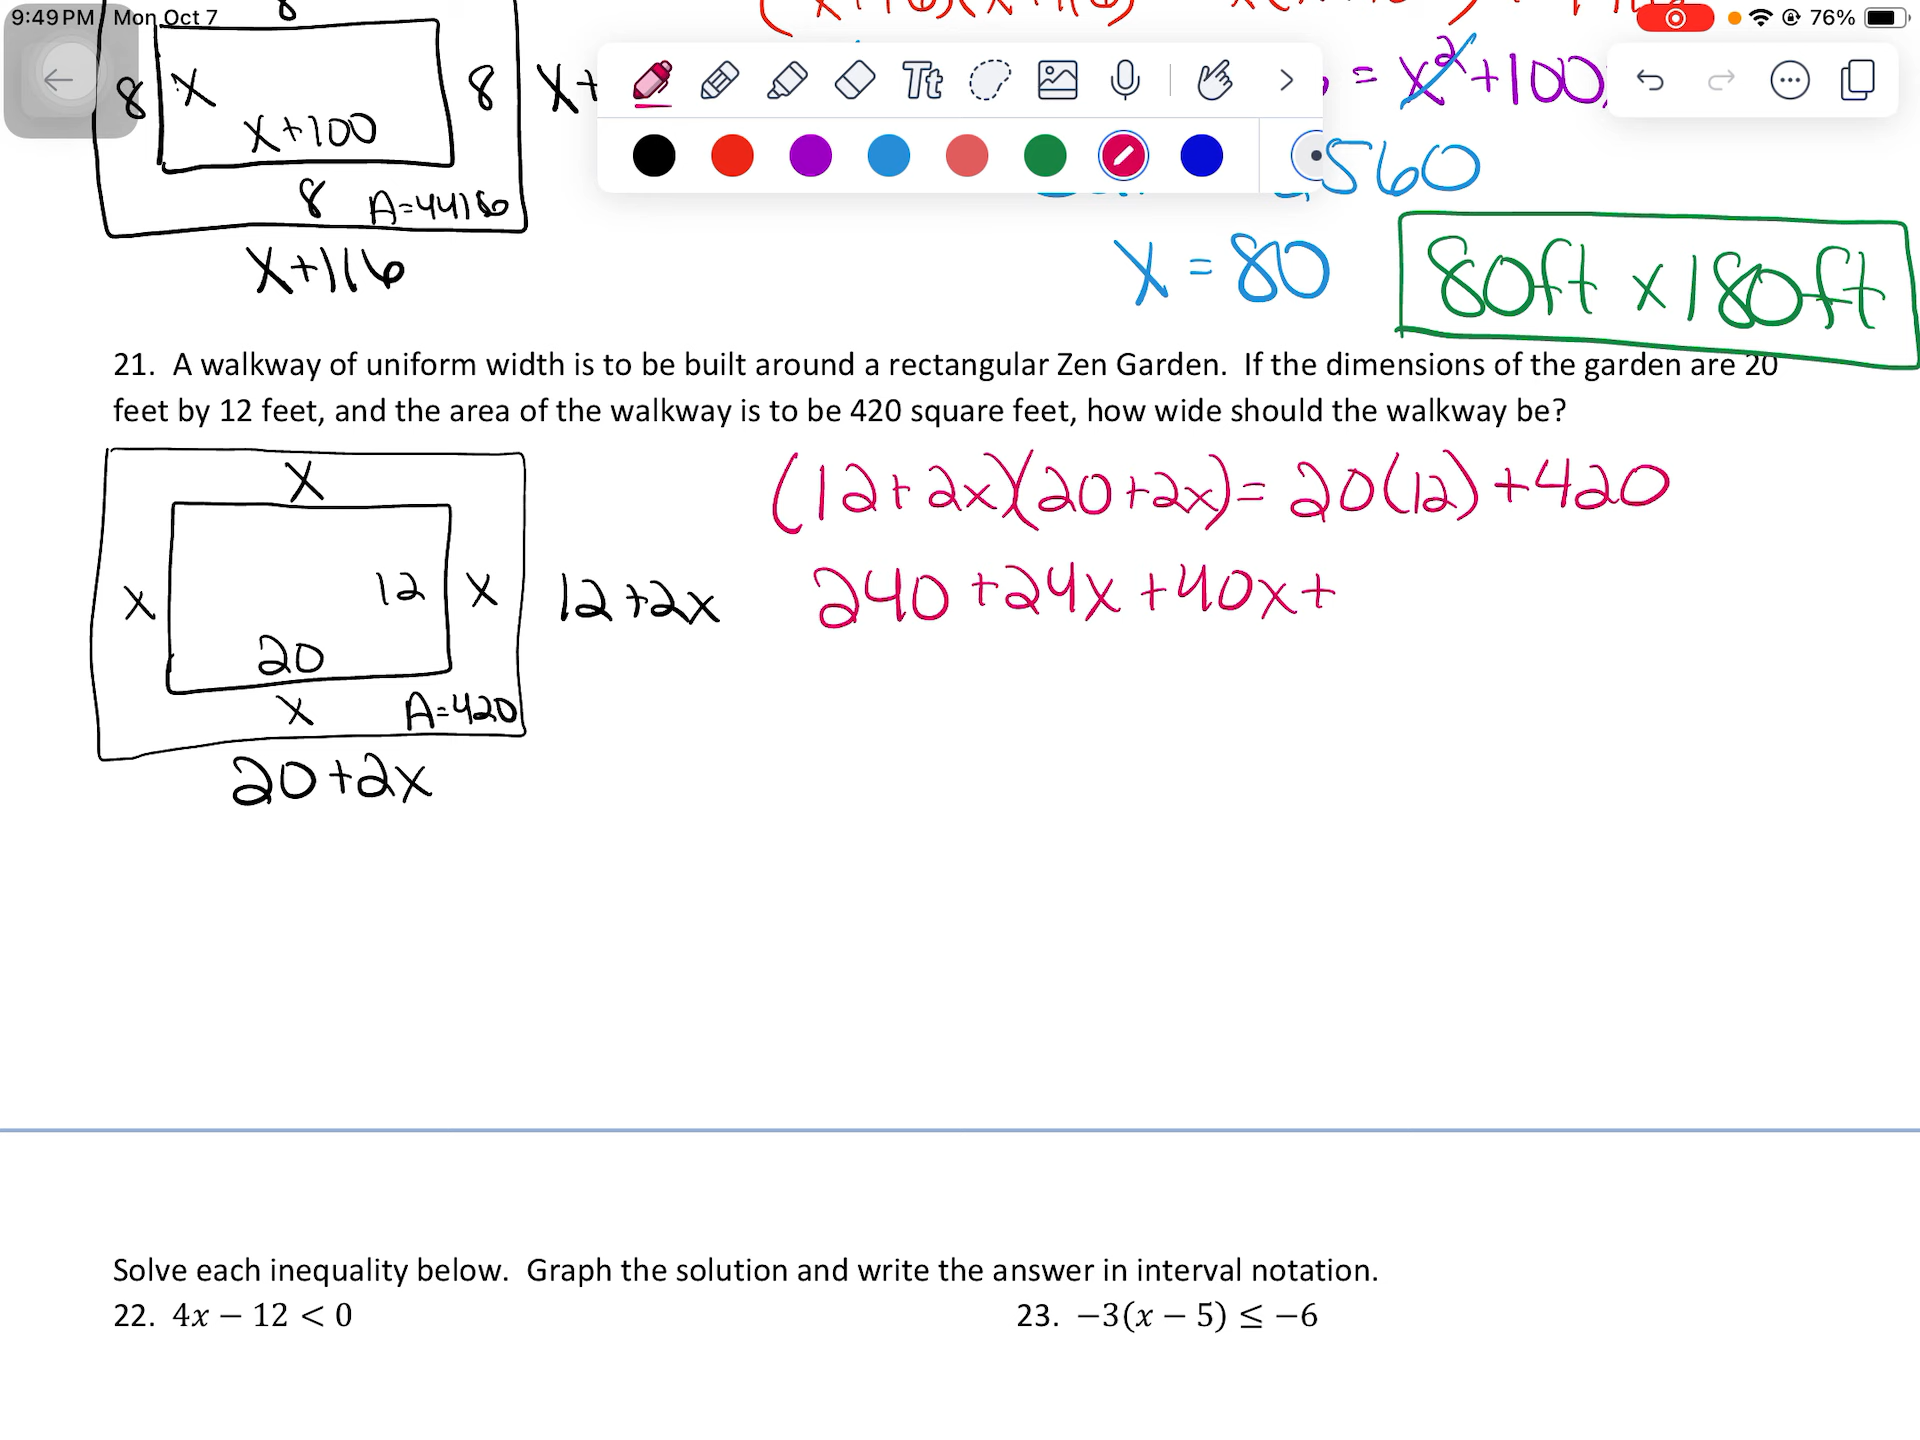 9:49 PM Mon Oct 7
76%
8
8 X 8 X+
X+100
8 A=4416
X+116
= x²+100
560
X = 80
80ft x 180ft
Tt
21. A walkway of uniform width is to be built around a rectangular Zen Garden. If the dimensions of the garden are 20
feet by 12 feet, and the area of the walkway is to be 420 square feet, how wide should the walkway be?
X
X 12 X 12+2x
20
X A=420
20+2x
(12+2x)(20+2x)= 20(12)+420
240+24x+40x+
Solve each inequality below. Graph the solution and write the answer in interval notation.
22. 4x − 12 < 0
23. −3(x − 5) ≤ −6